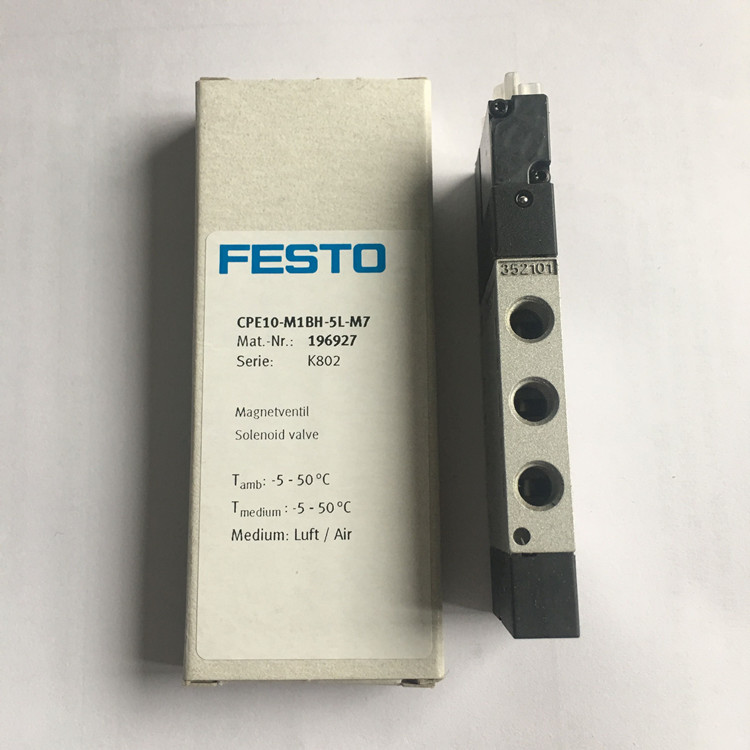 FESTO
CPE10-M1BH-5L-M7
Mat.-Nr.: 196927
Serie: K802
Magnetventil
Solenoid valve
Tamb: -5 - 50 °C
Tmedium : -5 - 50 °C
Medium: Luft / Air
352101